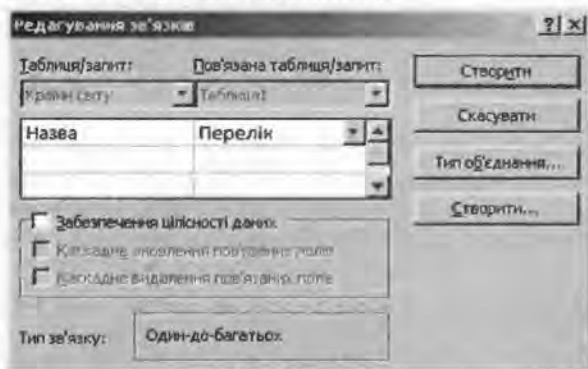 Редагування зв'язків
Таблиця/запит: Пов'язана таблиця/запит:
Країни світу Таблиця1
Назва Перелік
Забезпечення цілісності даних
Каскадне оновлення пов'язаних полів
Каскадне видалення пов'язаних полів
Тип зв'язку: Один-до-багатьох
Створити
Скасувати
Тип об'єднання...
Створити...